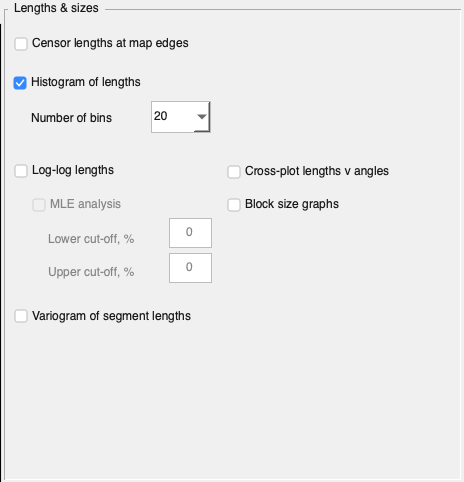 Lengths & sizes
Censor lengths at map edges
Histogram of lengths
Number of bins 20
Log-log lengths
Cross-plot lengths v angles
MLE analysis
Block size graphs
Lower cut-off, % 0
Upper cut-off, % 0
Variogram of segment lengths